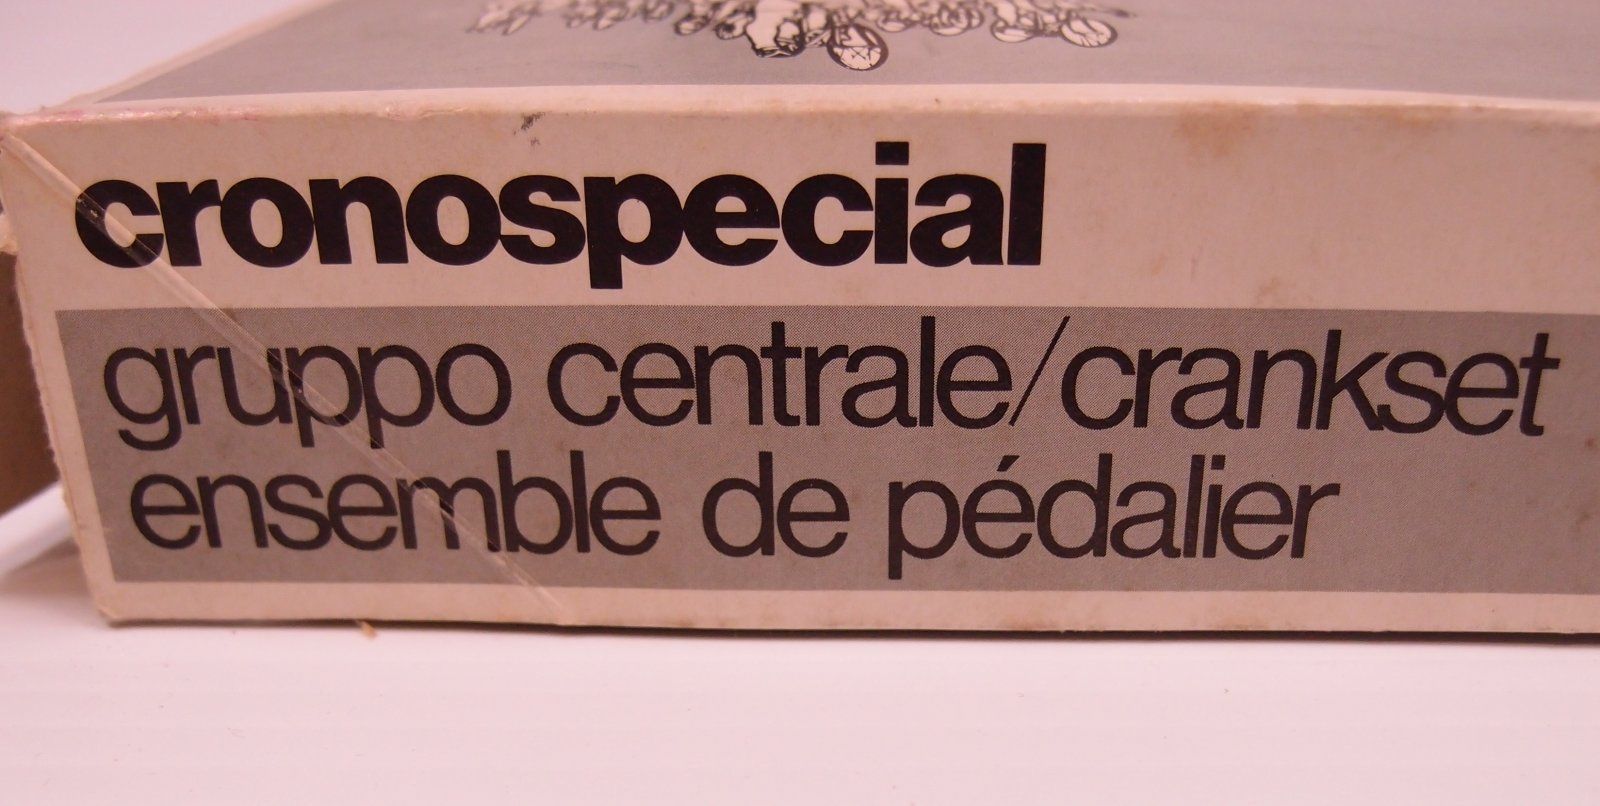 cronospecial
gruppo centrale/crankset
ensemble de pédalier